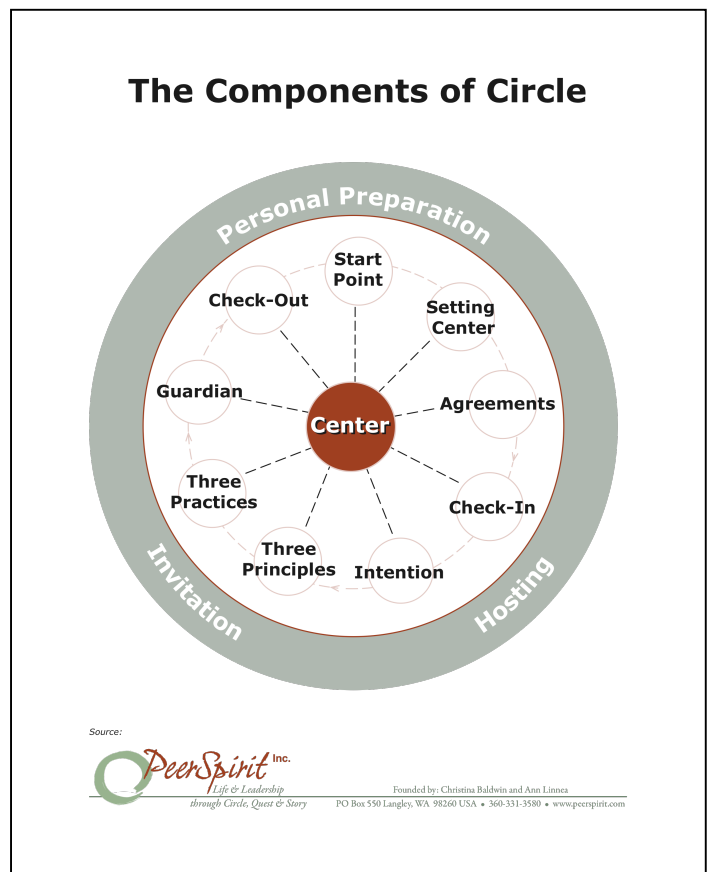 The Components of Circle
Personal Preparation
Start
Point
Check-Out
Setting
Center
Guardian
Agreements
Center
Three
Practices
Check-In
Three
Principles
Intention
Invitation
Hosting
Source:
PeerSpirit Inc.
Life & Leadership
through Circle, Quest & Story
Founded by: Christina Baldwin and Ann Linnea
PO Box 550 Langley, WA 98260 USA • 360-331-3580 • www.peerspirit.com